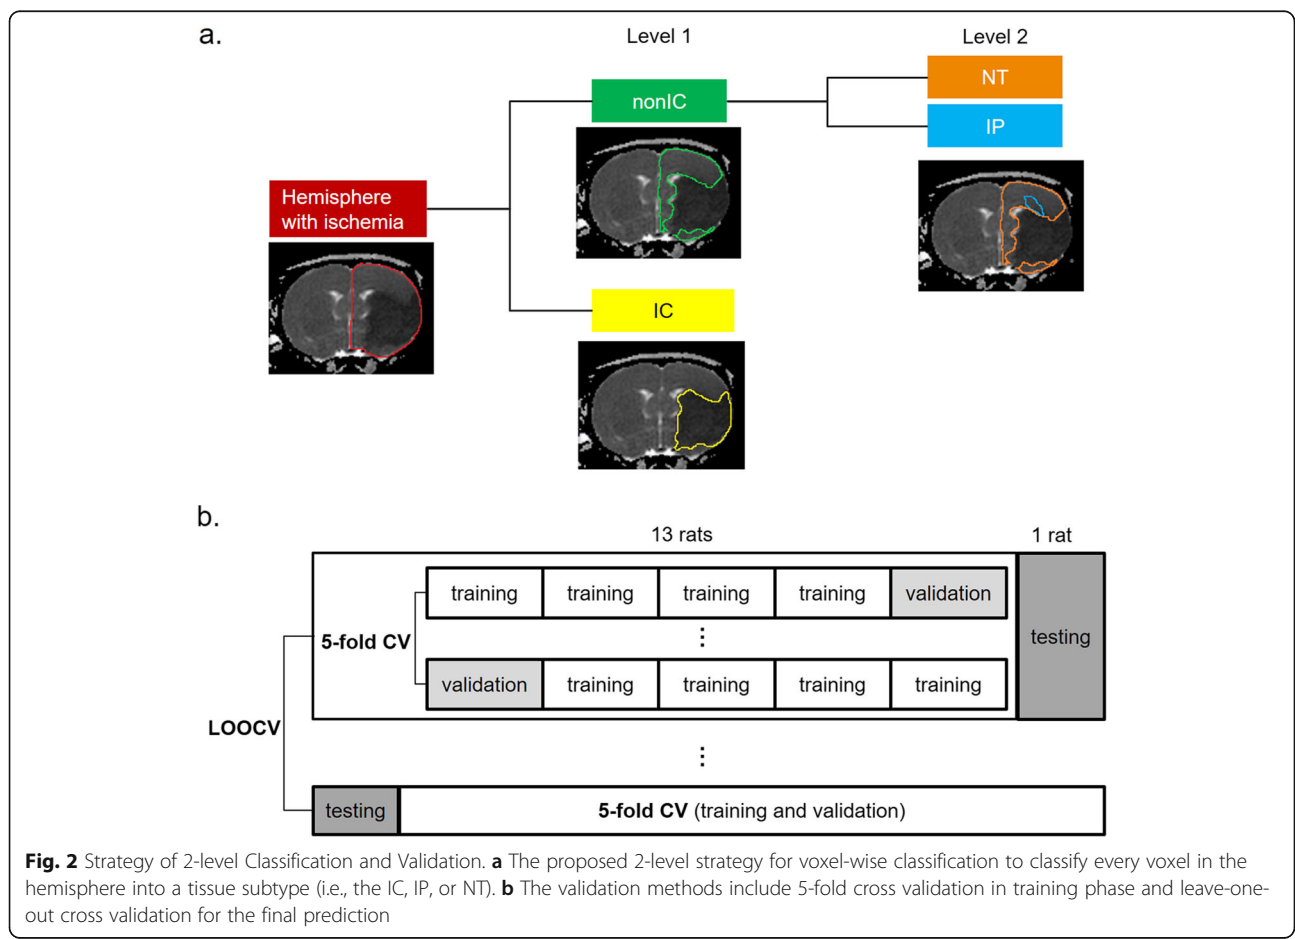 a.
Level 1
Level 2
NT
nonIC
IP
Hemisphere
with ischemia
IC
b.
13 rats
1 rat
training training training training validation
5-fold CV
⋮
testing
validation training training training training
LOOCV
⋮
testing
5-fold CV (training and validation)
Fig. 2 Strategy of 2-level Classification and Validation. a The proposed 2-level strategy for voxel-wise classification to classify every voxel in the
hemisphere into a tissue subtype (i.e., the IC, IP, or NT). b The validation methods include 5-fold cross validation in training phase and leave-one-
out cross validation for the final prediction